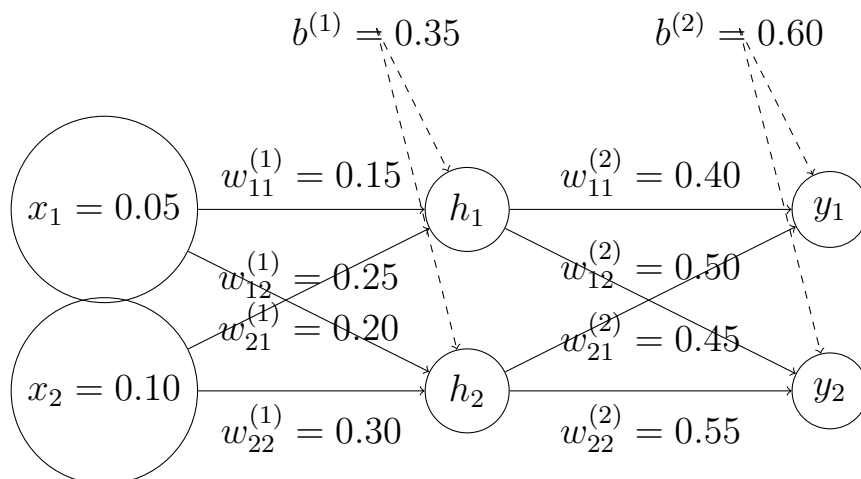 b^{(1)} = 0.35
b^{(2)} = 0.60
w_{11}^{(1)} = 0.15
w_{11}^{(2)} = 0.40
x_1 = 0.05
h_1
y_1
w_{12}^{(1)} = 0.25
w_{12}^{(2)} = 0.50
w_{21}^{(1)} = 0.20
w_{21}^{(2)} = 0.45
x_2 = 0.10
h_2
y_2
w_{22}^{(1)} = 0.30
w_{22}^{(2)} = 0.55